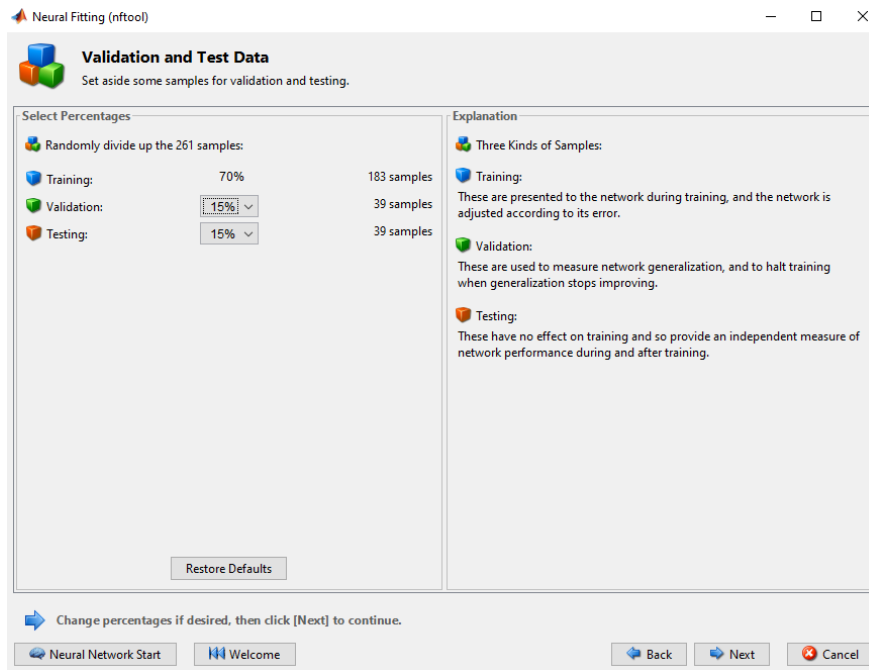 Neural Fitting (nftool)
Validation and Test Data
Set aside some samples for validation and testing.
Select Percentages
Randomly divide up the 261 samples:
Training: 70% 183 samples
Validation: 15% 39 samples
Testing: 15% 39 samples
Restore Defaults
Explanation
Three Kinds of Samples:
Training:
These are presented to the network during training, and the network is
adjusted according to its error.
Validation:
These are used to measure network generalization, and to halt training
when generalization stops improving.
Testing:
These have no effect on training and so provide an independent measure of
network performance during and after training.
Change percentages if desired, then click [Next] to continue.
Neural Network Start Welcome Back Next Cancel